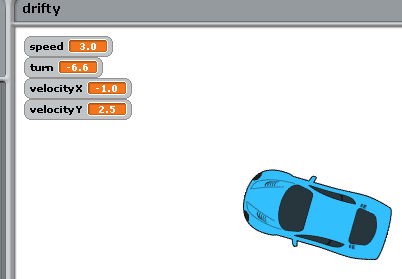 drifty
speed 3.0
turn -6.6
velocityX -1.0
velocityY 2.5